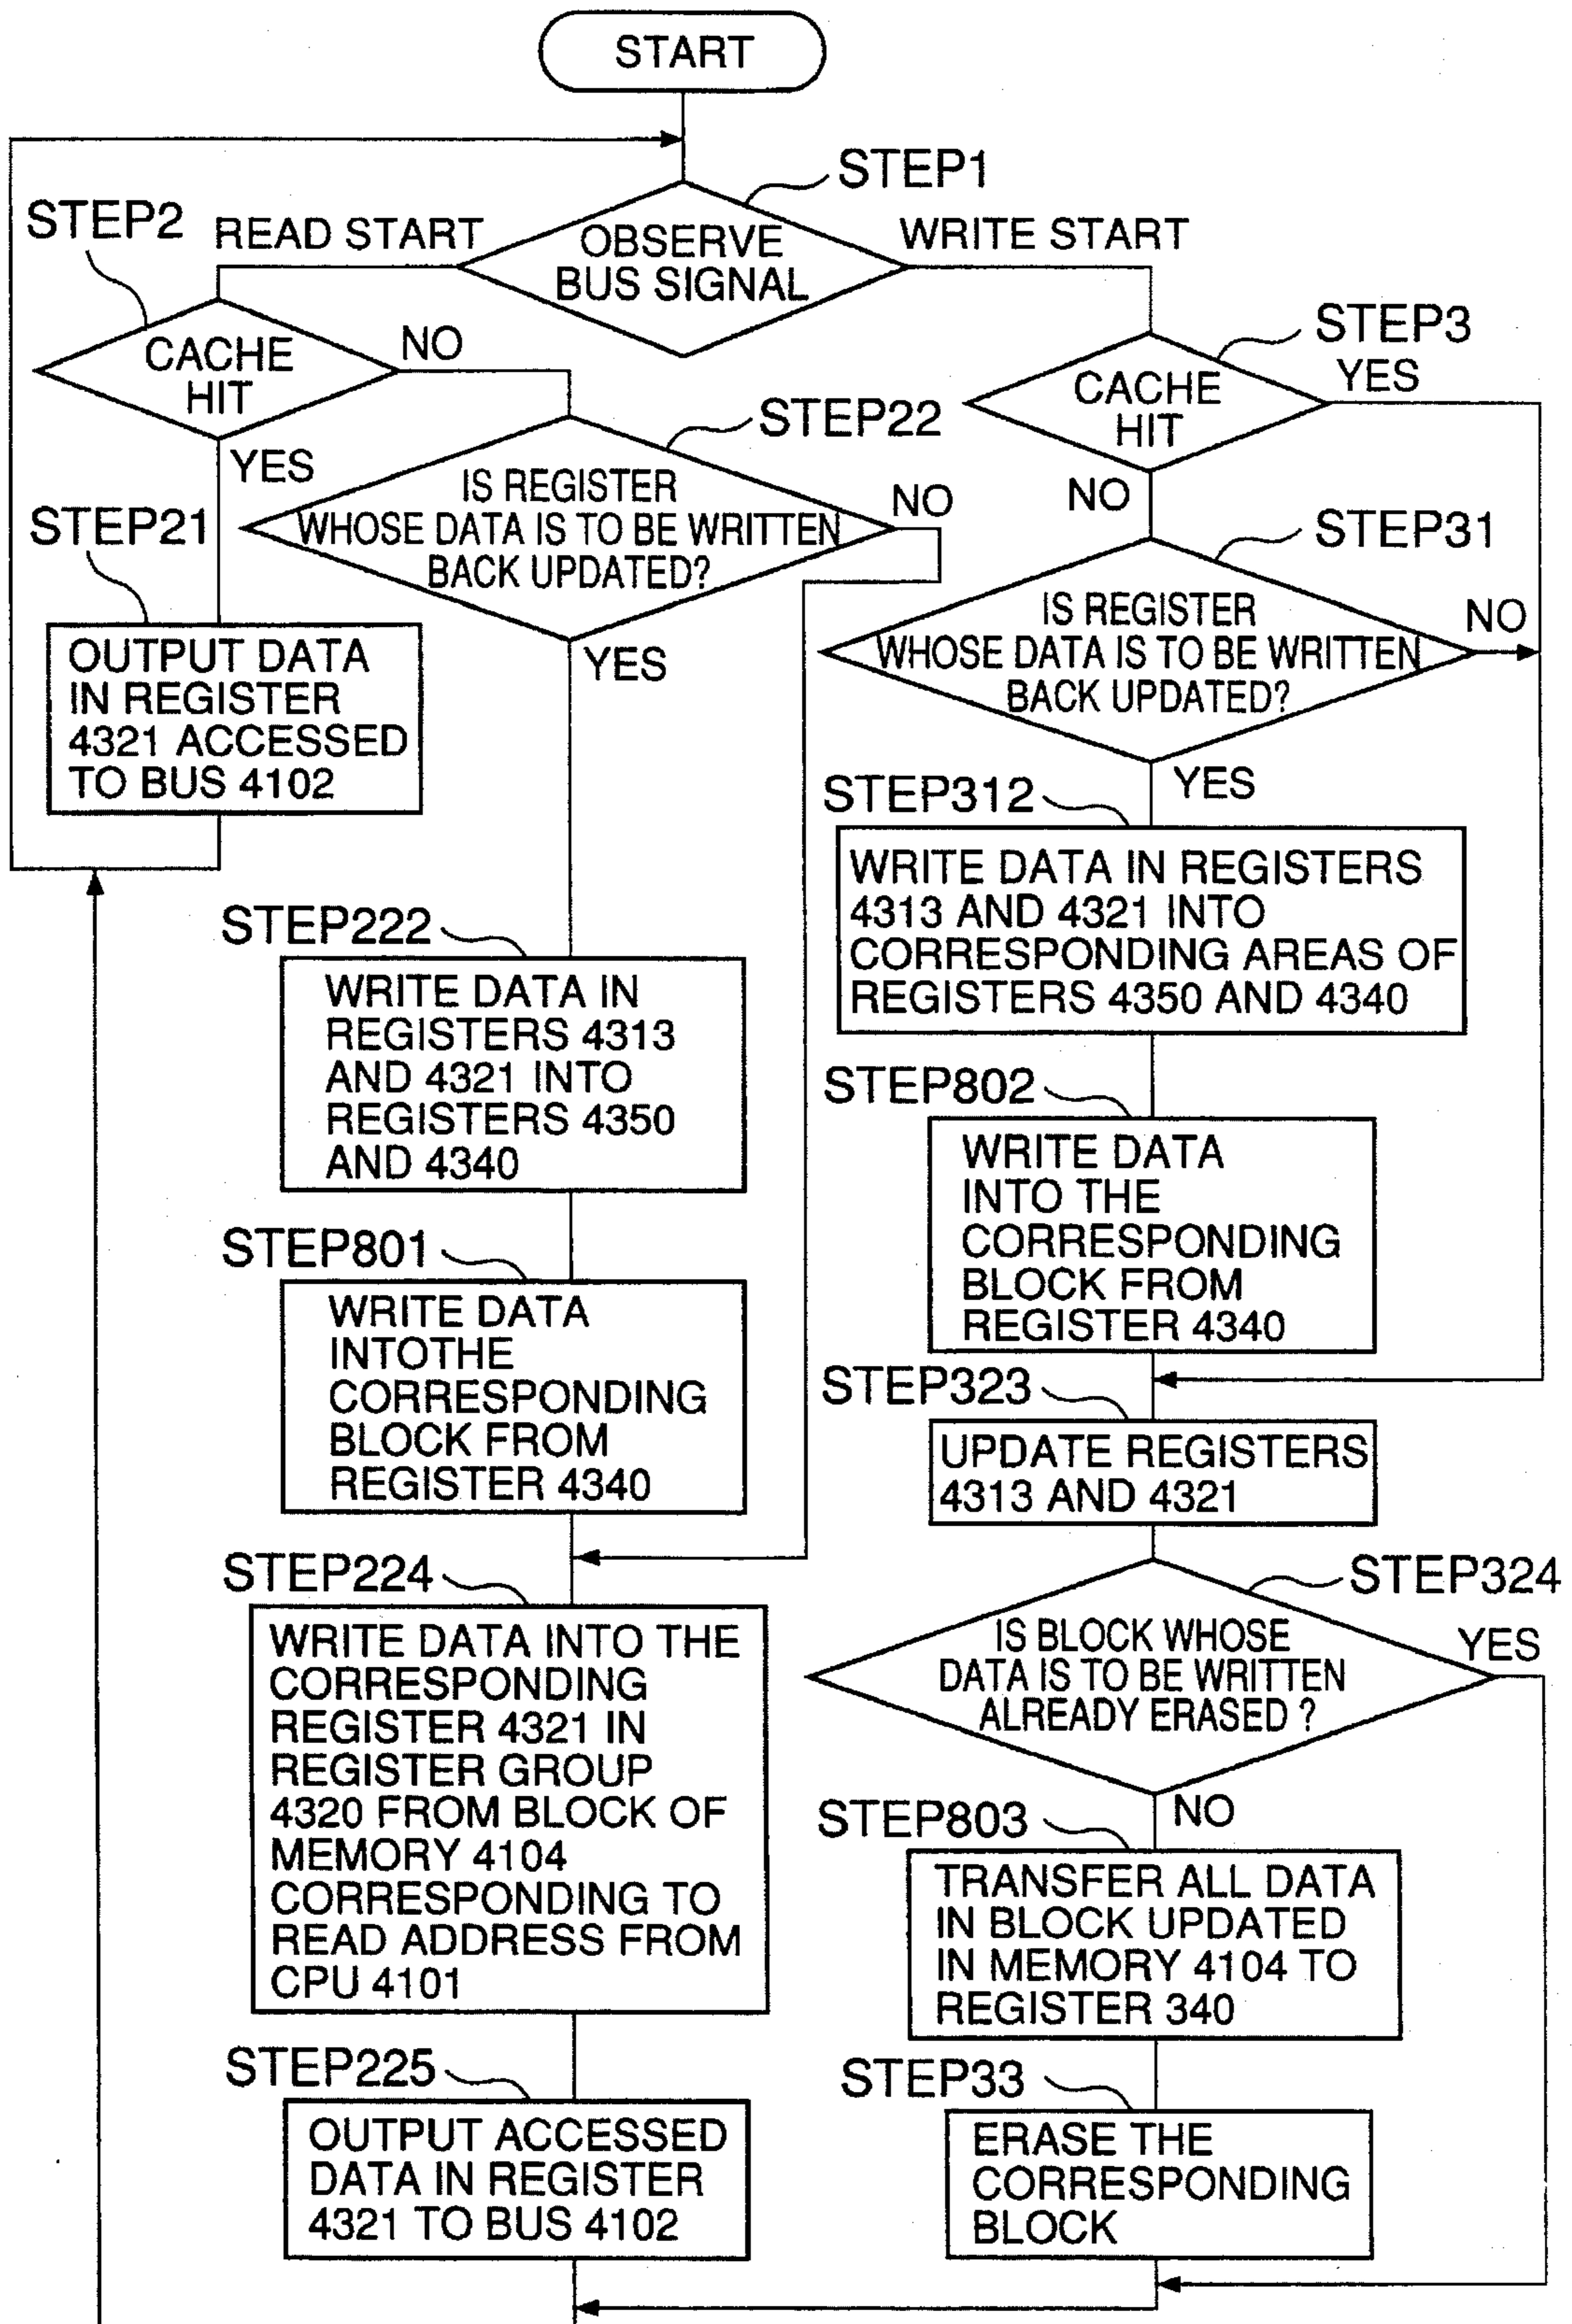 START
STEP1
STEP2
READ START
OBSERVE
BUS SIGNAL
WRITE START
CACHE
HIT
NO
YES
STEP3
CACHE
HIT
YES
NO
STEP22
IS REGISTER
WHOSE DATA IS TO BE WRITTEN
BACK UPDATED?
NO
YES
STEP21
OUTPUT DATA
IN REGISTER
4321 ACCESSED
TO BUS 4102
STEP31
IS REGISTER
WHOSE DATA IS TO BE WRITTEN
BACK UPDATED?
NO
YES
STEP312
WRITE DATA IN REGISTERS
4313 AND 4321 INTO
CORRESPONDING AREAS OF
REGISTERS 4350 AND 4340
STEP222
WRITE DATA IN
REGISTERS 4313
AND 4321 INTO
REGISTERS 4350
AND 4340
STEP802
WRITE DATA
INTO THE
CORRESPONDING
BLOCK FROM
REGISTER 4340
STEP801
WRITE DATA
INTOTHE
CORRESPONDING
BLOCK FROM
REGISTER 4340
STEP323
UPDATE REGISTERS
4313 AND 4321
STEP224
WRITE DATA INTO THE
CORRESPONDING
REGISTER 4321 IN
REGISTER GROUP
4320 FROM BLOCK OF
MEMORY 4104
CORRESPONDING TO
READ ADDRESS FROM
CPU 4101
STEP324
IS BLOCK WHOSE
DATA IS TO BE WRITTEN
ALREADY ERASED ?
YES
NO
STEP803
TRANSFER ALL DATA
IN BLOCK UPDATED
IN MEMORY 4104 TO
REGISTER 340
STEP225
OUTPUT ACCESSED
DATA IN REGISTER
4321 TO BUS 4102
STEP33
ERASE THE
CORRESPONDING
BLOCK